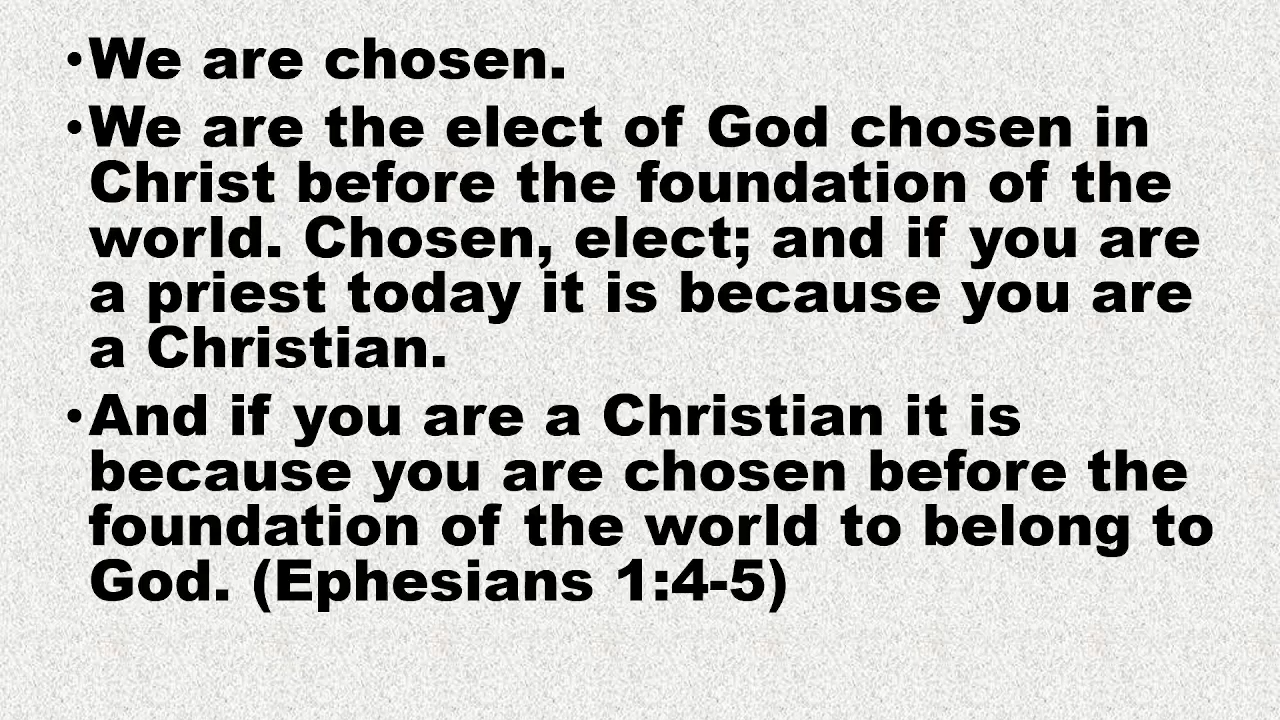 •We are chosen.
•We are the elect of God chosen in
Christ before the foundation of the
world. Chosen, elect; and if you are
a priest today it is because you are
a Christian.
•And if you are a Christian it is
because you are chosen before the
foundation of the world to belong to
God. (Ephesians 1:4-5)